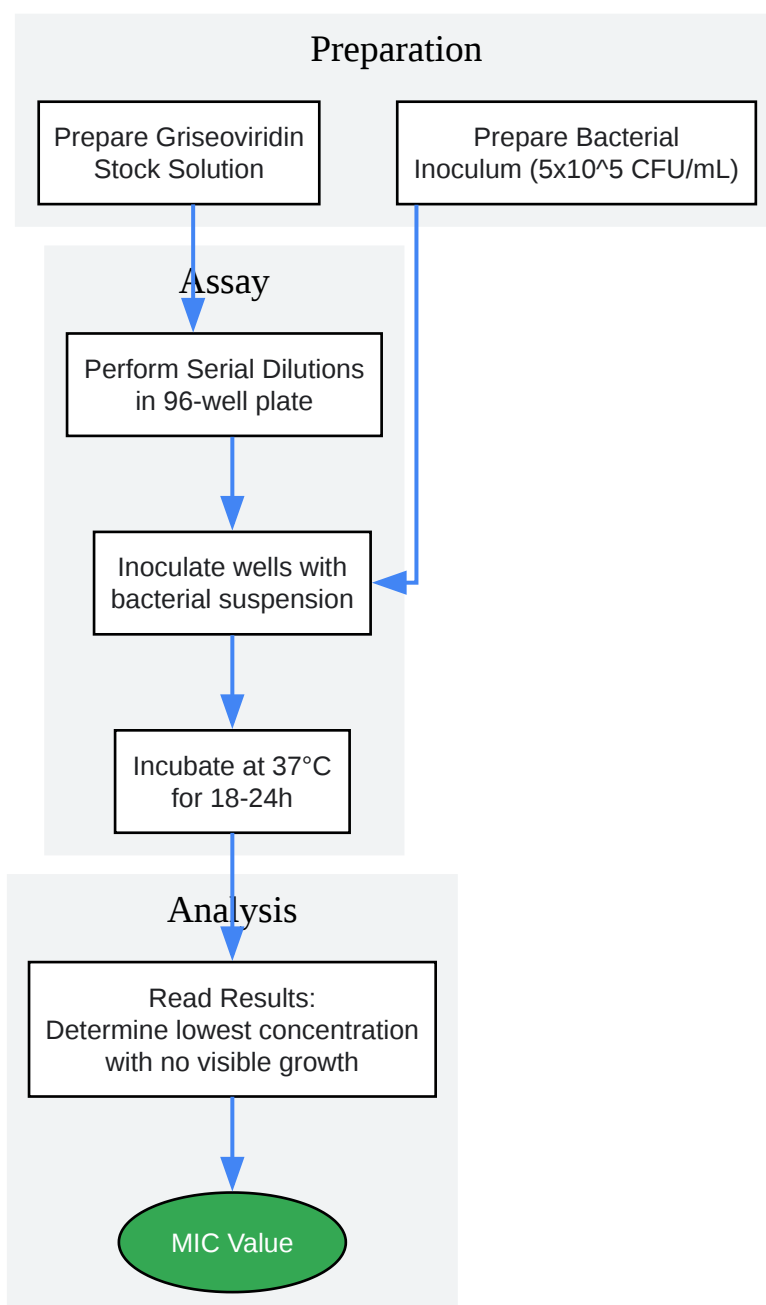 Preparation
Prepare Griseoviridin
Stock Solution
Prepare Bacterial
Inoculum (5x10^5 CFU/mL)
Assay
Perform Serial Dilutions
in 96-well plate
Inoculate wells with
bacterial suspension
Incubate at 37°C
for 18-24h
Analysis
Read Results:
Determine lowest concentration
with no visible growth
MIC Value